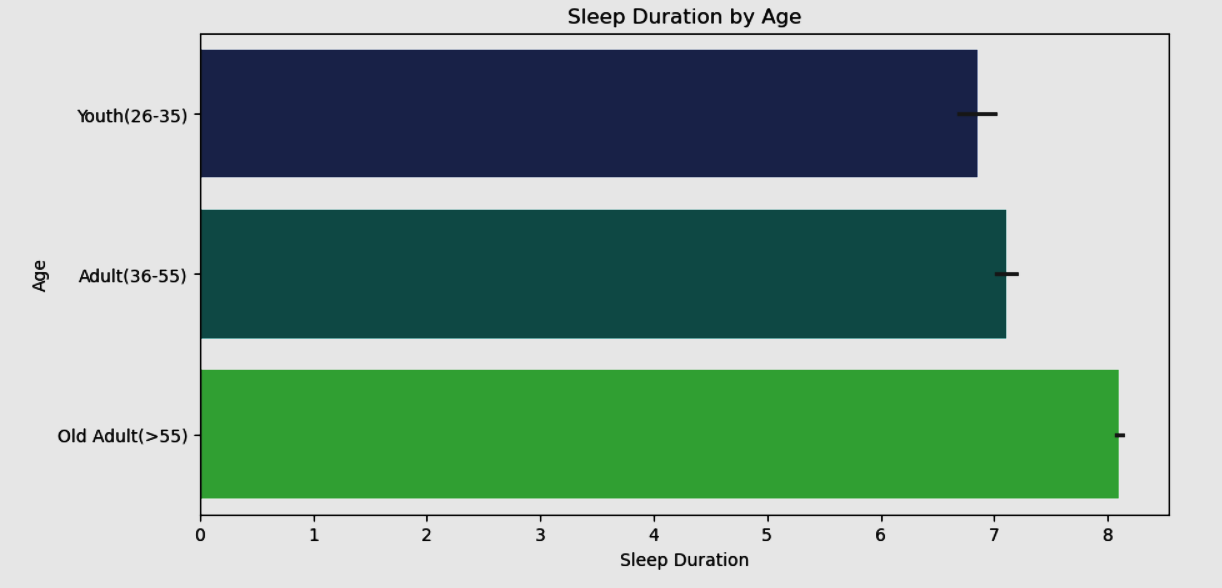 Sleep Duration by Age
Youth(26-35)
Adult(36-55)
Old Adult(>55)
Age
0 1 2 3 4 5 6 7 8
Sleep Duration